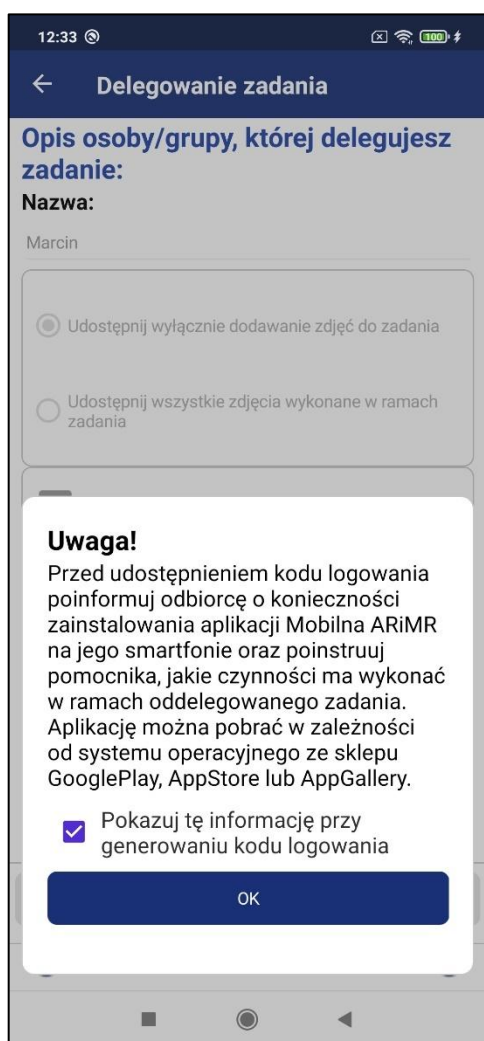 12:33
100
Delegowanie zadania
Opis osoby/grupy, której delegujesz
zadanie:
Nazwa:
Marcin
Udostępnij wyłącznie dodawanie zdjęć do zadania
Udostępnij wszystkie zdjęcia wykonane w ramach
zadania
Uwaga!
Przed udostępnieniem kodu logowania
poinformuj odbiorcę o konieczności
zainstalowania aplikacji Mobilna ARiMR
na jego smartfonie oraz poinstruuj
pomocnika, jakie czynności ma wykonać
w ramach oddelegowanego zadania.
Aplikację można pobrać w zależności
od systemu operacyjnego ze sklepu
GooglePlay, AppStore lub AppGallery.
Pokazuj tę informację przy
generowaniu kodu logowania
OK